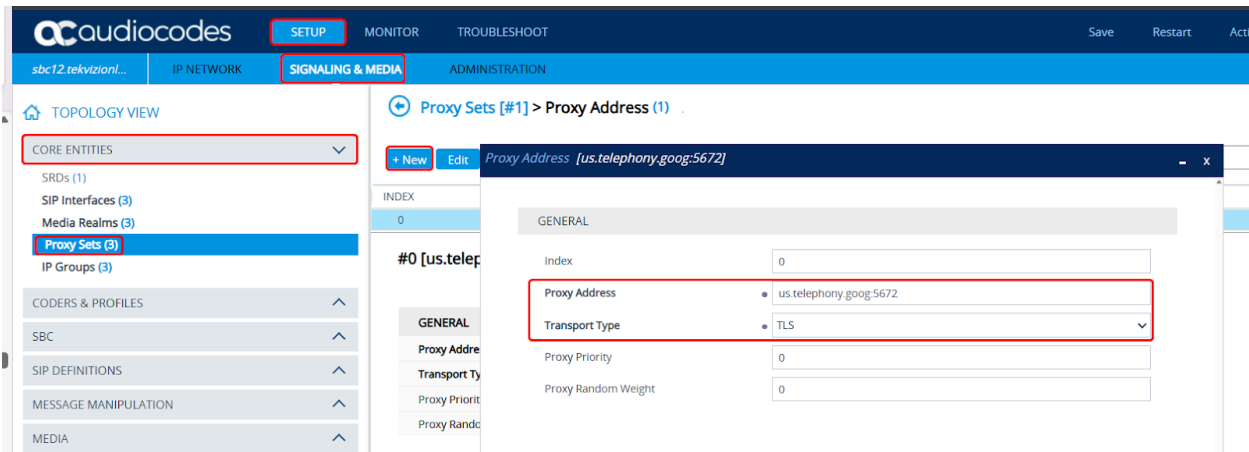 audiocodes SETUP MONITOR TROUBLESHOOT Save Restart Acti
sbc12.tekvizionl... IP NETWORK SIGNALING & MEDIA ADMINISTRATION
TOPOLOGY VIEW
CORE ENTITIES
SRDs (1)
SIP Interfaces (3)
Media Realms (3)
Proxy Sets (3)
IP Groups (3)
CODERS & PROFILES
SBC
SIP DEFINITIONS
MESSAGE MANIPULATION
MEDIA
Proxy Sets [#1] > Proxy Address (1)
+ New Edit
INDEX
0
#0 [us.telep
GENERAL
Proxy Addre
Transport Ty
Proxy Priorit
Proxy Rando
Proxy Address [us.telephony.goog:5672] - x
GENERAL
Index 0
Proxy Address us.telephony.goog:5672
Transport Type TLS
Proxy Priority 0
Proxy Random Weight 0